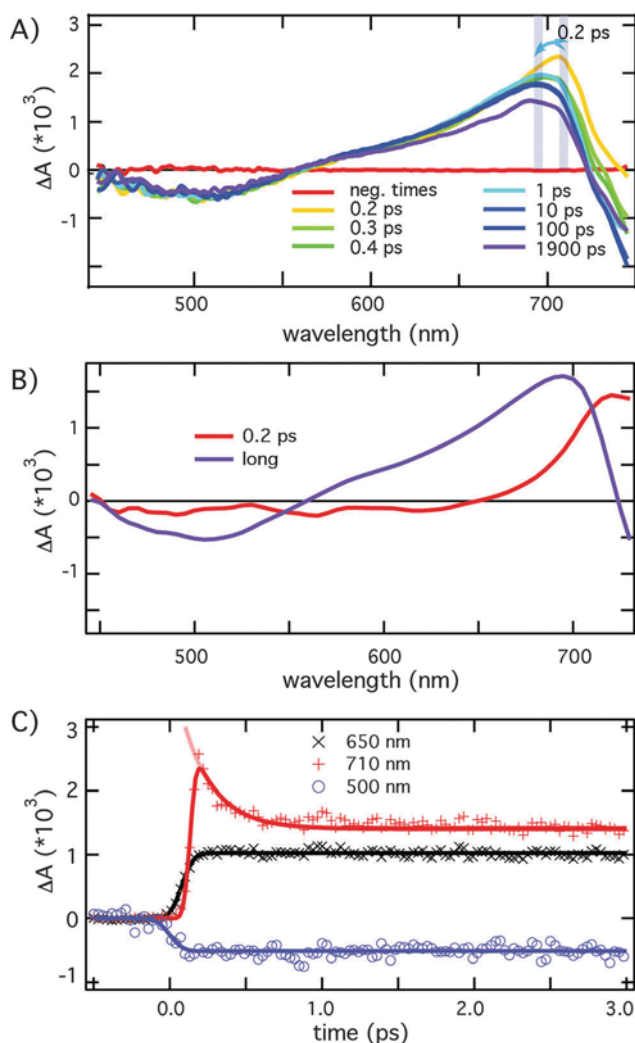 A)
3
2
1
0
-1
ΔA (*10³)
0.2 ps
neg. times
0.2 ps
0.3 ps
0.4 ps
1 ps
10 ps
100 ps
1900 ps
500
600
700
wavelength (nm)
B)
1
0
-1
ΔA (*10³)
0.2 ps
long
500
600
700
wavelength (nm)
C)
3
2
1
0
-1
ΔA (*10³)
650 nm
710 nm
500 nm
0.0
1.0
2.0
3.0
time (ps)